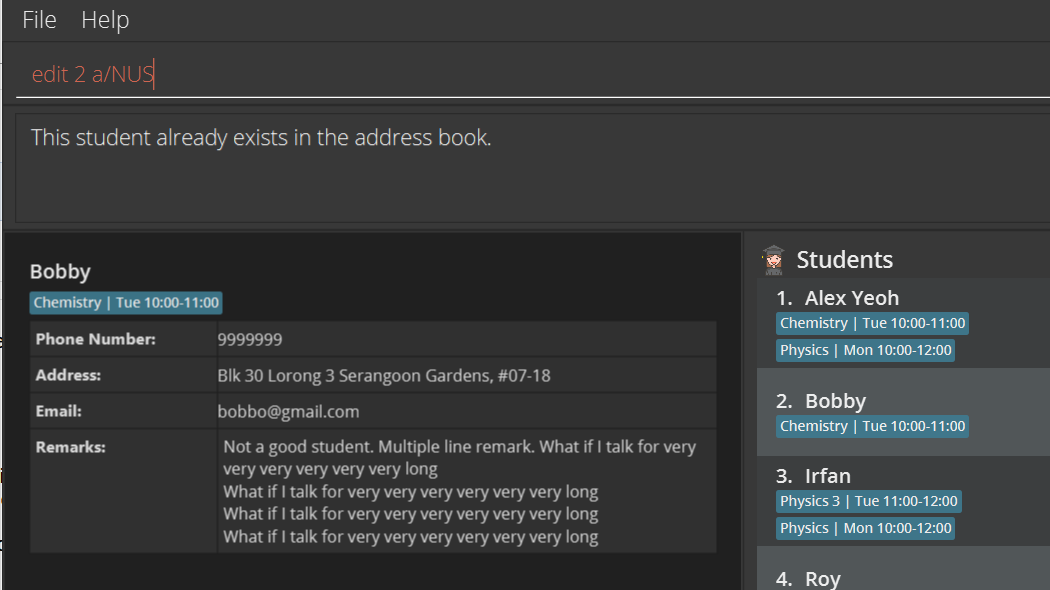 File Help
edit 2 a/NUS
This student already exists in the address book.
Bobby
Chemistry | Tue 10:00-11:00
Phone Number: 9999999
Address: Blk 30 Lorong 3 Serangoon Gardens, #07-18
Email: bobbo@gmail.com
Remarks: Not a good student. Multiple line remark. What if I talk for very
very very very very very long
What if I talk for very very very very very very long
What if I talk for very very very very very very long
What if I talk for very very very very very very long
Students
1. Alex Yeoh
Chemistry | Tue 10:00-11:00
Physics | Mon 10:00-12:00
2. Bobby
Chemistry | Tue 10:00-11:00
3. Irfan
Physics 3 | Tue 11:00-12:00
Physics | Mon 10:00-12:00
4. Roy